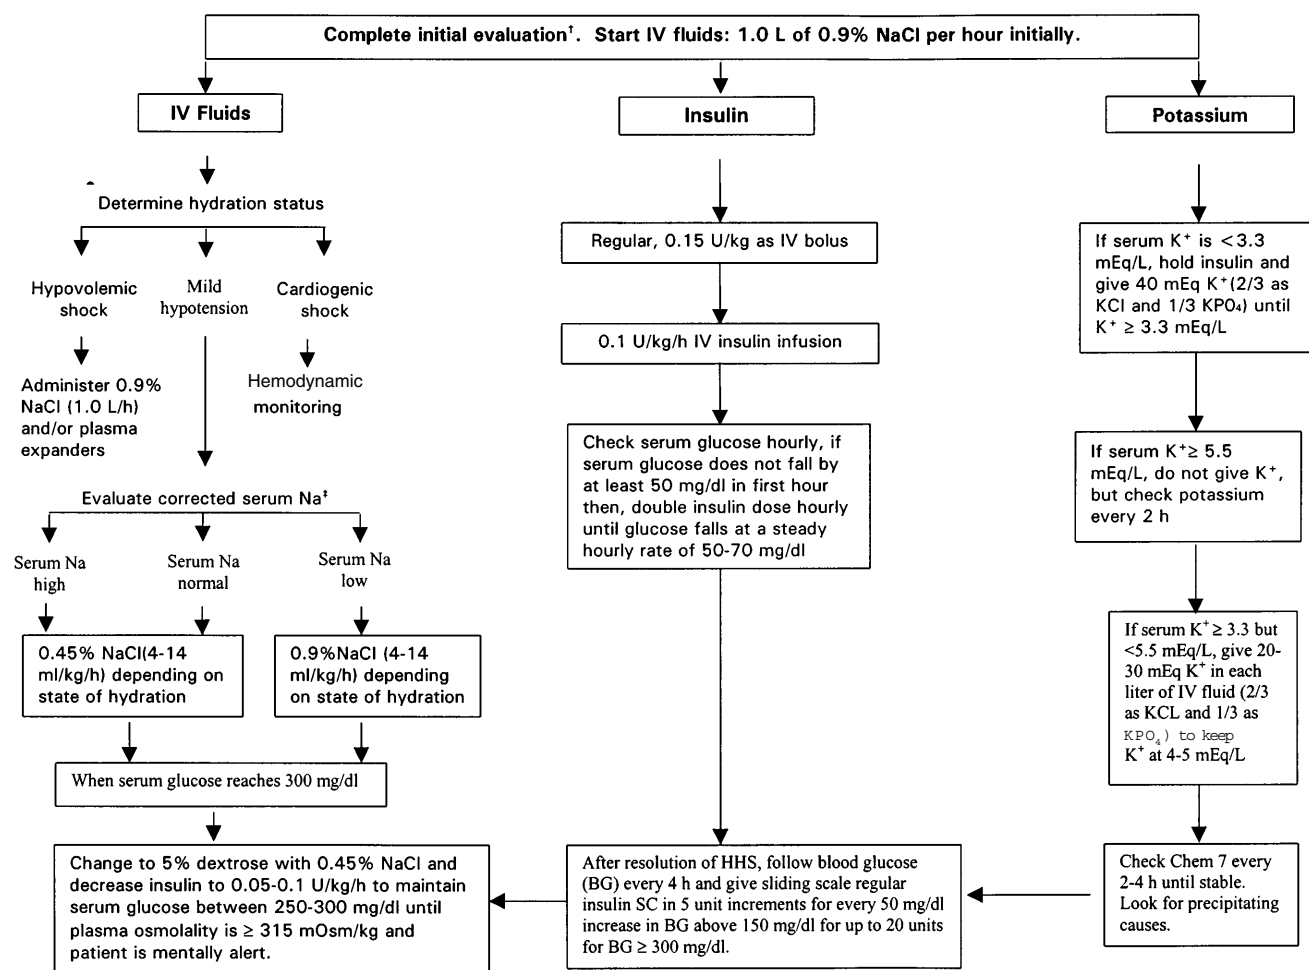 Complete initial evaluation†. Start IV fluids: 1.0 L of 0.9% NaCl per hour initially.
IV Fluids
Determine hydration status
Hypovolemic
shock
Mild
hypotension
Cardiogenic
shock
Administer 0.9%
NaCl (1.0 L/h)
and/or plasma
expanders
Hemodynamic
monitoring
Evaluate corrected serum Na‡
Serum Na
high
Serum Na
normal
Serum Na
low
0.45% NaCl(4-14
ml/kg/h) depending on
state of hydration
0.9%NaCl (4-14
ml/kg/h) depending
on state of hydration
When serum glucose reaches 300 mg/dl
Change to 5% dextrose with 0.45% NaCl and
decrease insulin to 0.05-0.1 U/kg/h to maintain
serum glucose between 250-300 mg/dl until
plasma osmolality is ≥ 315 mOsm/kg and
patient is mentally alert.
Insulin
Regular, 0.15 U/kg as IV bolus
0.1 U/kg/h IV insulin infusion
Check serum glucose hourly, if
serum glucose does not fall by
at least 50 mg/dl in first hour
then, double insulin dose hourly
until glucose falls at a steady
hourly rate of 50-70 mg/dl
After resolution of HHS, follow blood glucose
(BG) every 4 h and give sliding scale regular
insulin SC in 5 unit increments for every 50 mg/dl
increase in BG above 150 mg/dl for up to 20 units
for BG ≥ 300 mg/dl.
Potassium
If serum K⁺ is <3.3
mEq/L, hold insulin and
give 40 mEq K⁺(2/3 as
KCl and 1/3 KPO₄) until
K⁺ ≥ 3.3 mEq/L
If serum K⁺≥ 5.5
mEq/L, do not give K⁺,
but check potassium
every 2 h
If serum K⁺ ≥ 3.3 but
<5.5 mEq/L, give 20-
30 mEq K⁺ in each
liter of IV fluid (2/3
as KCL and 1/3 as
KPO₄) to keep
K⁺ at 4-5 mEq/L
Check Chem 7 every
2-4 h until stable.
Look for precipitating
causes.